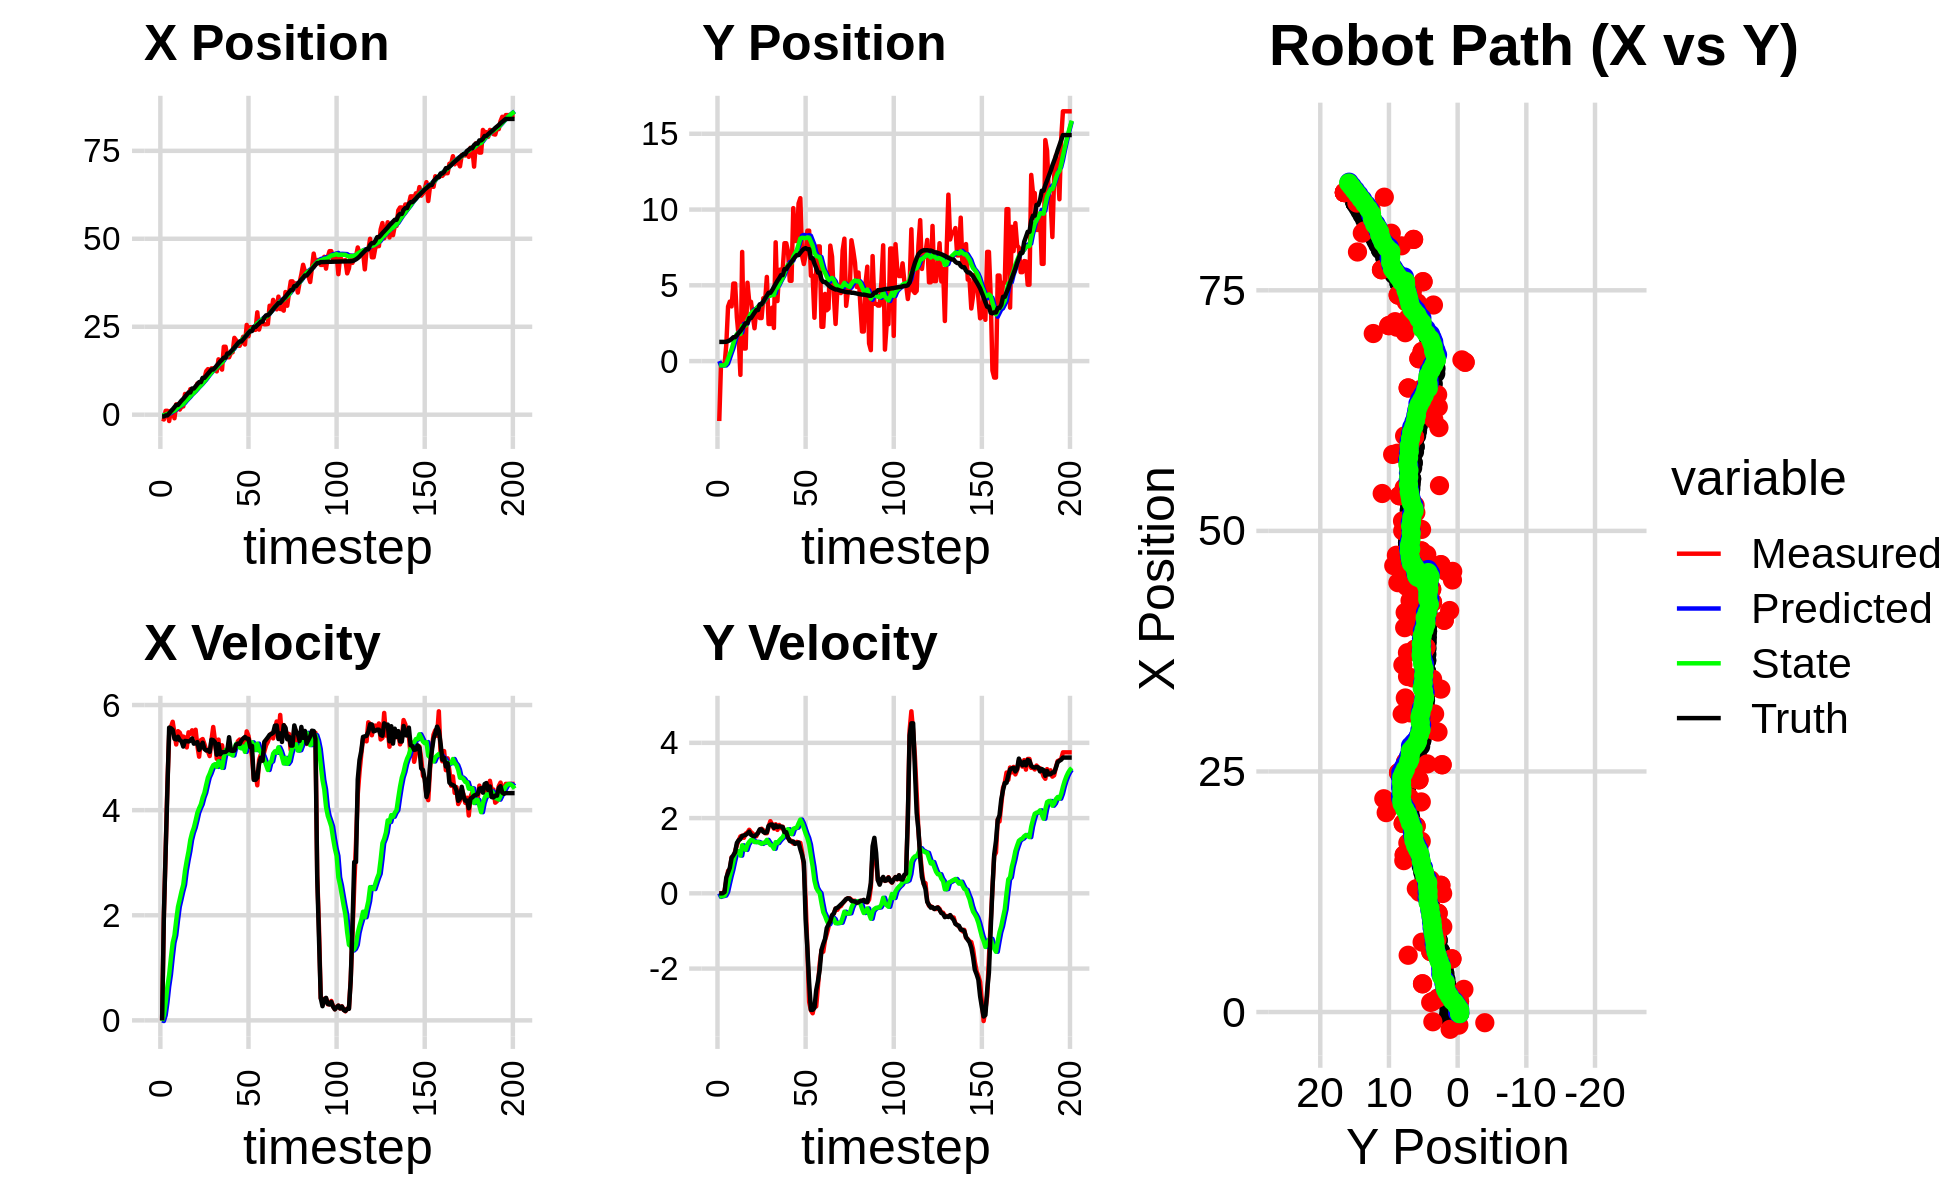 X Position
75
50
25
0
0
50
100
150
200
timestep
Y Position
15
10
5
0
0
50
100
150
200
timestep
X Velocity
6
4
2
0
0
50
100
150
200
timestep
Y Velocity
4
2
0
-2
0
50
100
150
200
timestep
Robot Path (X vs Y)
X Position
75
50
25
0
20 10 0 -10 -20
Y Position
variable
Measured
Predicted
State
Truth